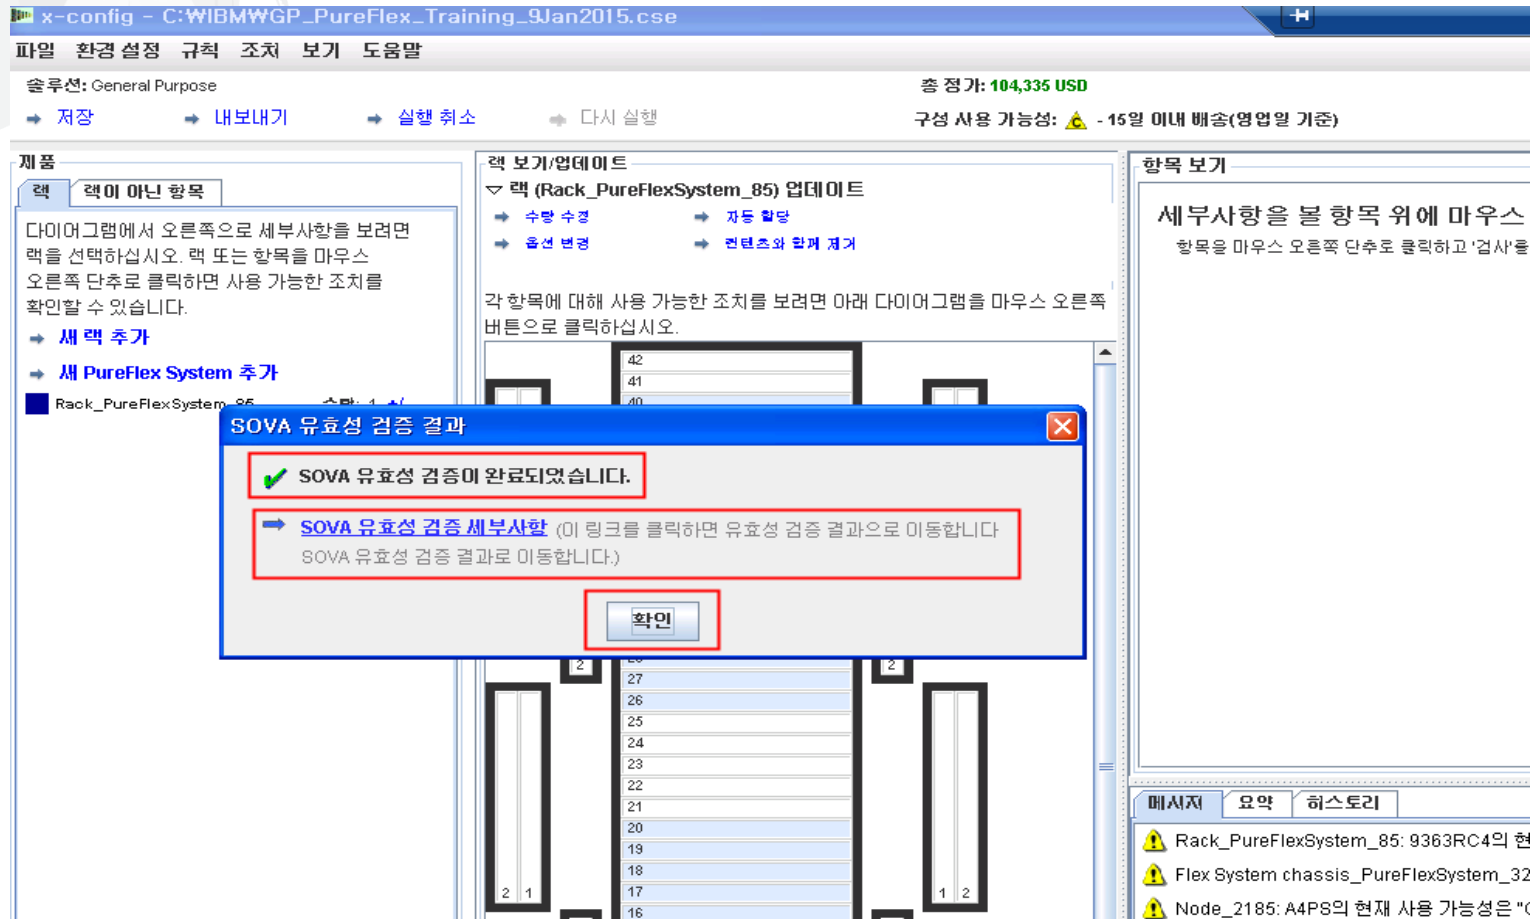 x-config - C:₩IBM₩GP_PureFlex_Training_9Jan2015.cse
파일 환경 설정 규칙 조치 보기 도움말
솔루션: General Purpose
총 정가: 104,335 USD
저장 내보내기 실행 취소 다시 실행
구성 사용 가능성: C - 15일 이내 배송(영업일 기준)
제품
랙 랙이 아닌 항목
다이어그램에서 오른쪽으로 세부사항을 보려면
랙을 선택하십시오. 랙 또는 항목을 마우스
오른쪽 단추로 클릭하면 사용 가능한 조치를
확인할 수 있습니다.
새 랙 추가
새 PureFlex System 추가
Rack_PureFlexSystem_85 수량: 1 +/
랙 보기/업데이트
랙 (Rack_PureFlexSystem_85) 업데이트
수량 수정 자동 할당
옵션 변경 컨텐츠와 함께 제거
각 항목에 대해 사용 가능한 조치를 보려면 아래 다이어그램을 마우스 오른쪽
버튼으로 클릭하십시오.
42
41
40
SOVA 유효성 검증 결과
SOVA 유효성 검증이 완료되었습니다.
SOVA 유효성 검증 세부사항 (이 링크를 클릭하면 유효성 검증 결과으로 이동합니다
SOVA 유효성 검증 결과로 이동합니다.)
확인
2 2
27
26
25
24
23
22
21
20
19
18
2 1 17 1 2
16
항목 보기
세부사항을 볼 항목 위에 마우스
항목을 마우스 오른쪽 단추로 클릭하고 '검사'를
메시지 요약 히스토리
Rack_PureFlexSystem_85: 9363RC4의 현
Flex System chassis_PureFlexSystem_32
Node_2185: A4PS의 현재 사용 가능성은 "(